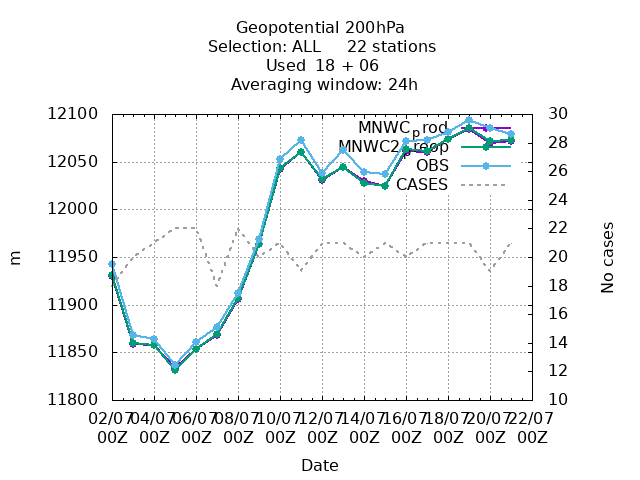 Geopotential 200hPa
Selection: ALL     22 stations
Used  18 + 06
Averaging window: 24h
12100
12050
12000
11950
11900
11850
11800
m
30
28
26
24
22
20
18
16
14
12
10
No cases
MNWCprod
MNWC2preop
OBS
CASES
02/07 04/07 06/07 08/07 10/07 12/07 14/07 16/07 18/07 20/07 22/07
00Z 00Z 00Z 00Z 00Z 00Z 00Z 00Z 00Z 00Z 00Z
Date